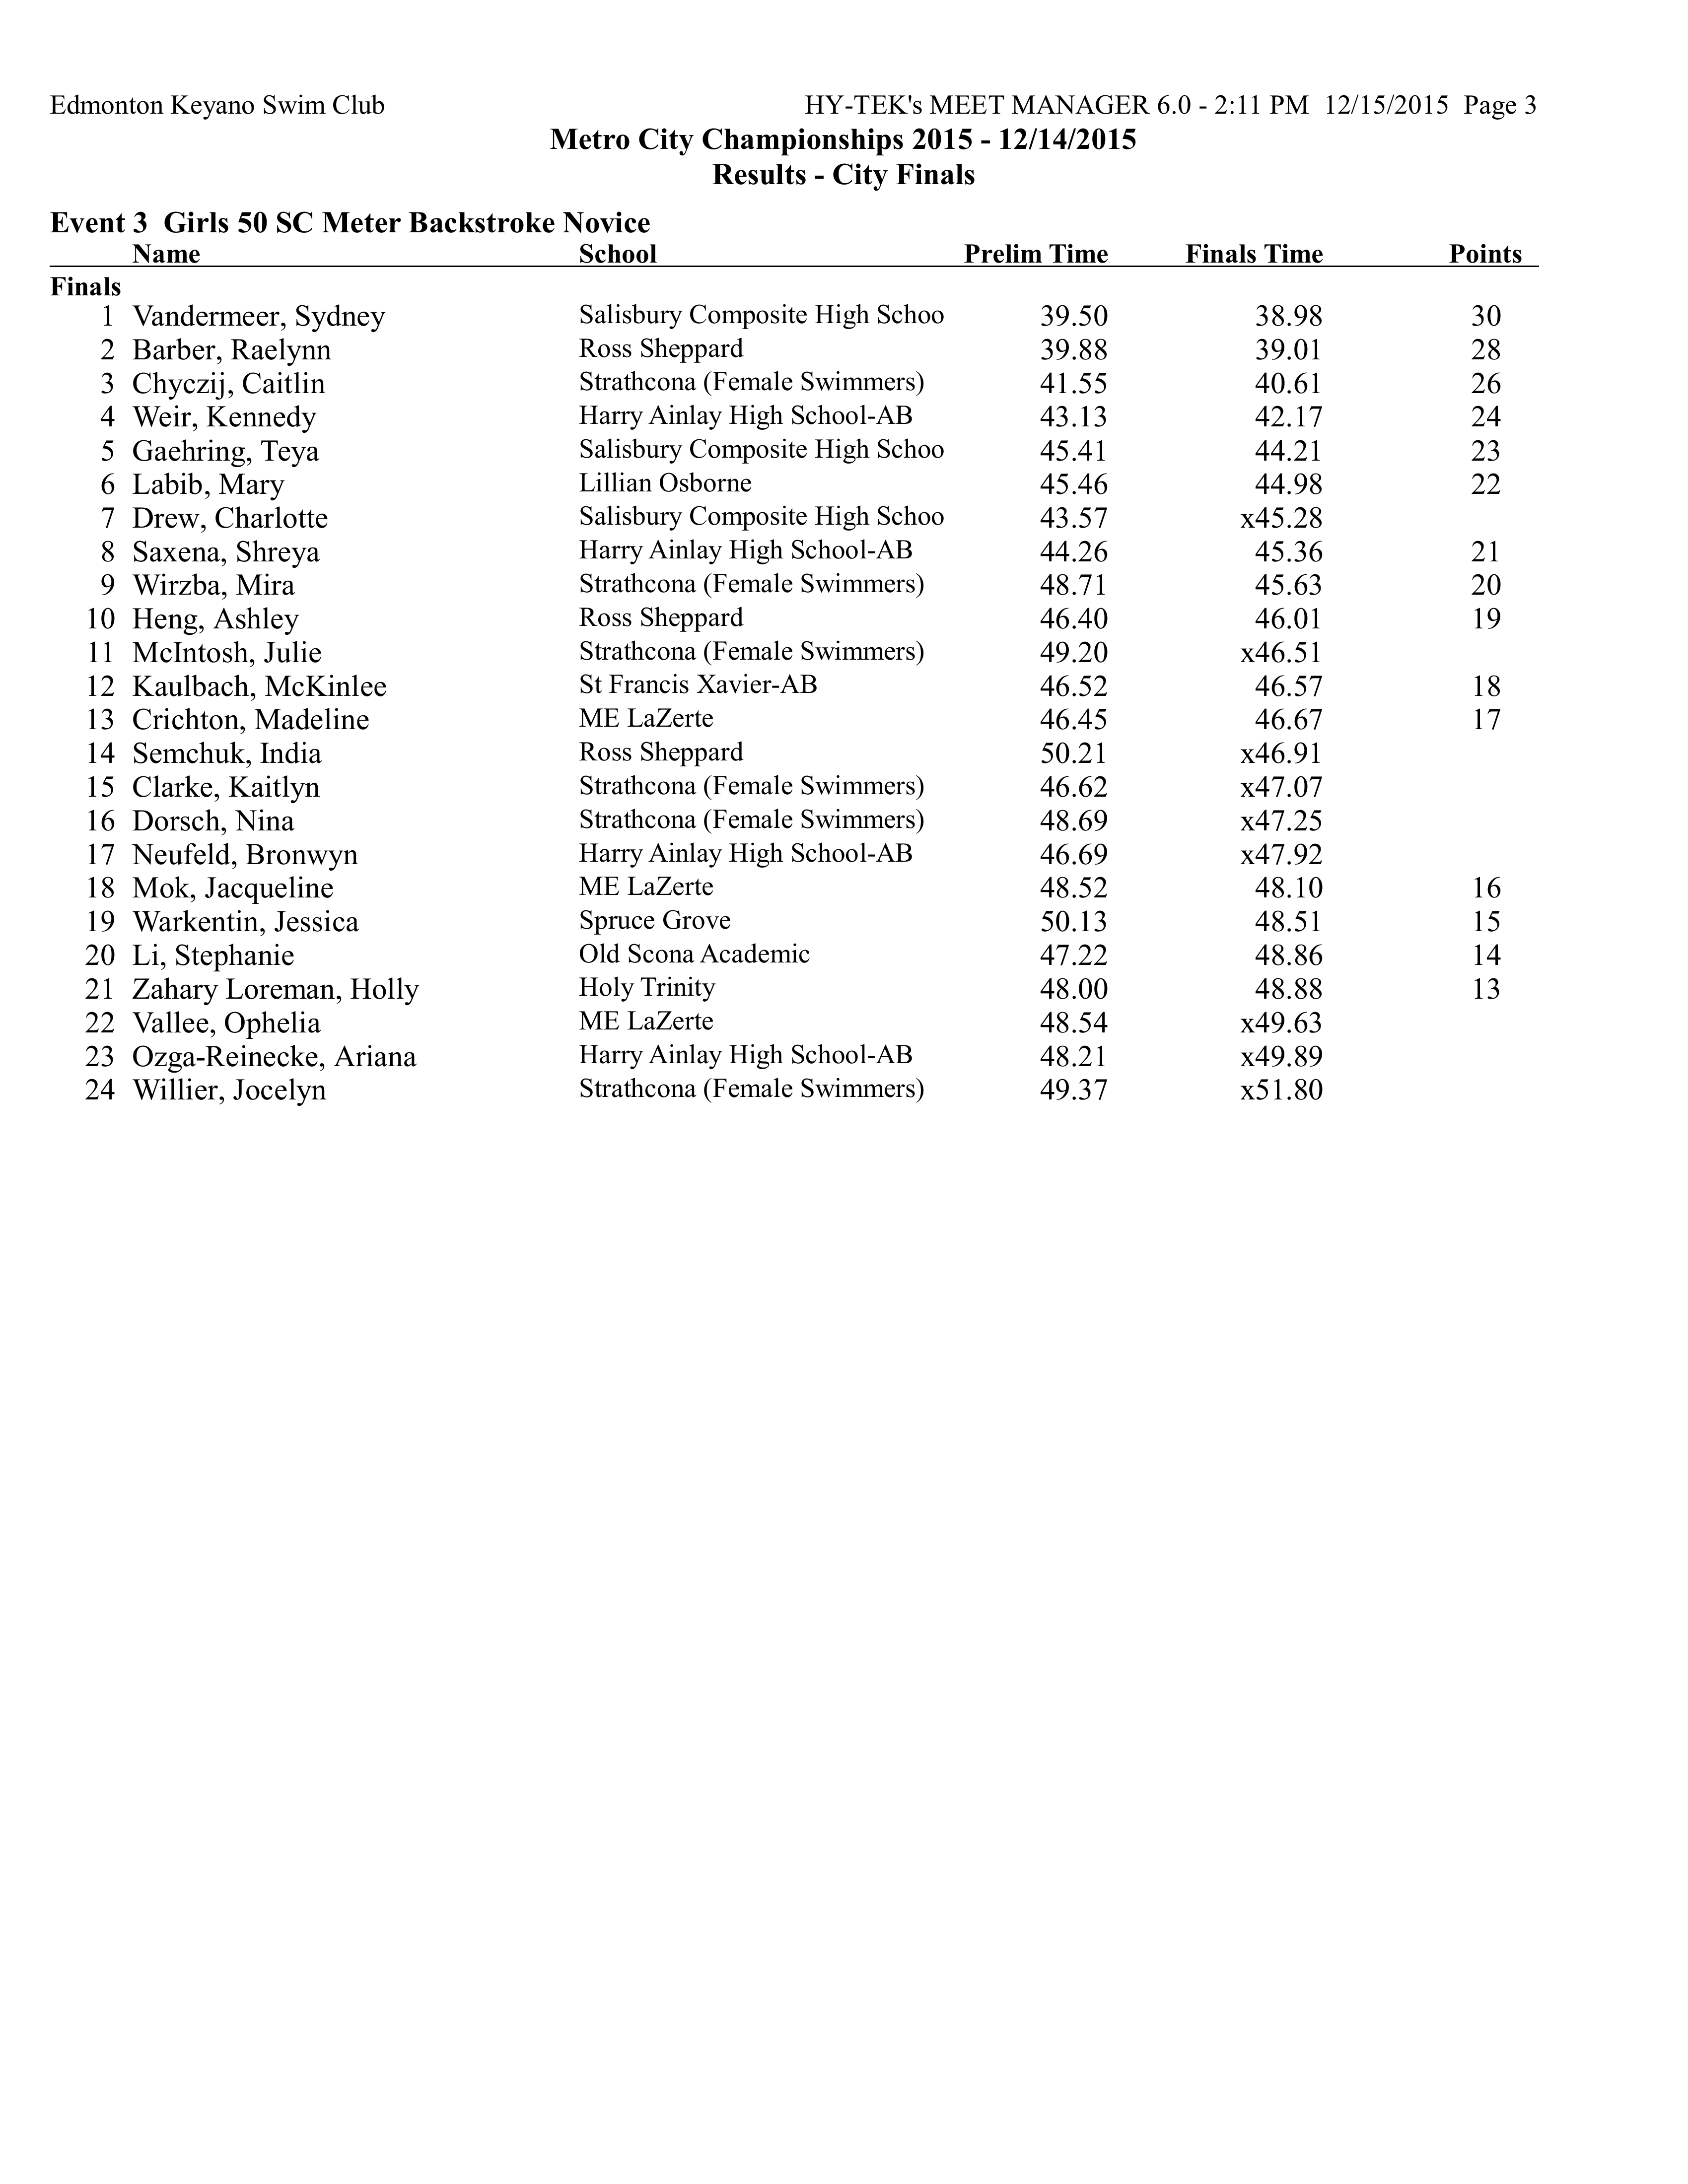 Edmonton Keyano Swim Club HY-TEK's MEET MANAGER 6.0 - 2:11 PM 12/15/2015 Page 3
Metro City Championships 2015 - 12/14/2015
Results - City Finals
Event 3 Girls 50 SC Meter Backstroke Novice
Name School Prelim Time Finals Time Points
Finals
1 Vandermeer, Sydney Salisbury Composite High Schoo 39.50 38.98 30
2 Barber, Raelynn Ross Sheppard 39.88 39.01 28
3 Chyczij, Caitlin Strathcona (Female Swimmers) 41.55 40.61 26
4 Weir, Kennedy Harry Ainlay High School-AB 43.13 42.17 24
5 Gaehring, Teya Salisbury Composite High Schoo 45.41 44.21 23
6 Labib, Mary Lillian Osborne 45.46 44.98 22
7 Drew, Charlotte Salisbury Composite High Schoo 43.57 x45.28
8 Saxena, Shreya Harry Ainlay High School-AB 44.26 45.36 21
9 Wirzba, Mira Strathcona (Female Swimmers) 48.71 45.63 20
10 Heng, Ashley Ross Sheppard 46.40 46.01 19
11 McIntosh, Julie Strathcona (Female Swimmers) 49.20 x46.51
12 Kaulbach, McKinlee St Francis Xavier-AB 46.52 46.57 18
13 Crichton, Madeline ME LaZerte 46.45 46.67 17
14 Semchuk, India Ross Sheppard 50.21 x46.91
15 Clarke, Kaitlyn Strathcona (Female Swimmers) 46.62 x47.07
16 Dorsch, Nina Strathcona (Female Swimmers) 48.69 x47.25
17 Neufeld, Bronwyn Harry Ainlay High School-AB 46.69 x47.92
18 Mok, Jacqueline ME LaZerte 48.52 48.10 16
19 Warkentin, Jessica Spruce Grove 50.13 48.51 15
20 Li, Stephanie Old Scona Academic 47.22 48.86 14
21 Zahary Loreman, Holly Holy Trinity 48.00 48.88 13
22 Vallee, Ophelia ME LaZerte 48.54 x49.63
23 Ozga-Reinecke, Ariana Harry Ainlay High School-AB 48.21 x49.89
24 Willier, Jocelyn Strathcona (Female Swimmers) 49.37 x51.80